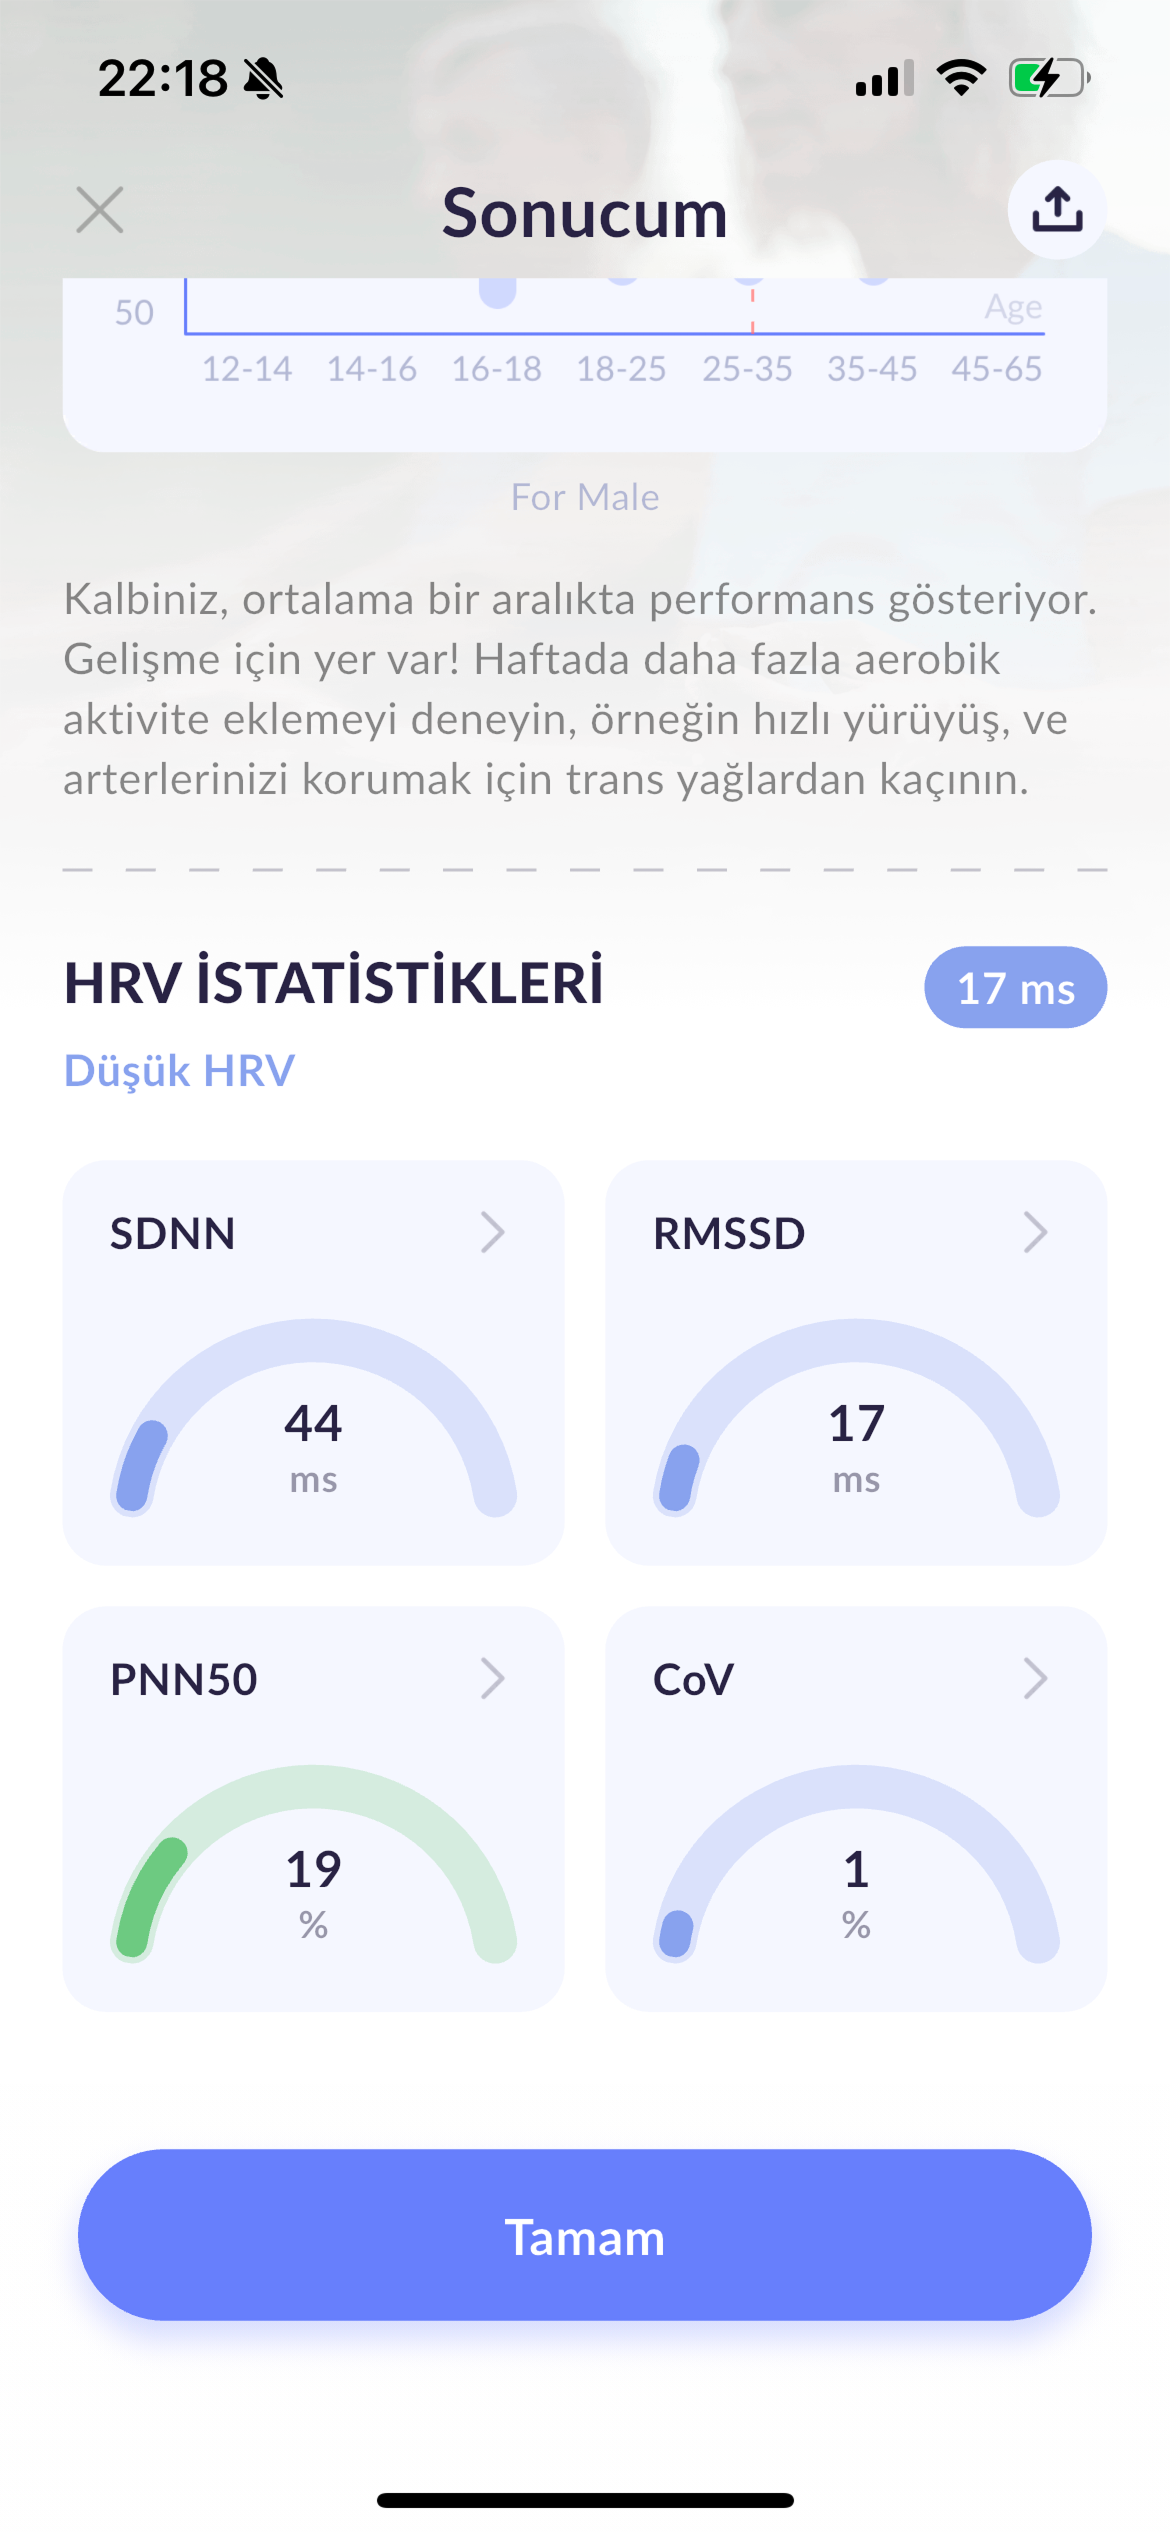 22:18
Sonucum
50
Age
12-14 14-16 16-18 18-25 25-35 35-45 45-65
For Male
Kalbiniz, ortalama bir aralıkta performans gösteriyor.
Gelişme için yer var! Haftada daha fazla aerobik
aktivite eklemeyi deneyin, örneğin hızlı yürüyüş, ve
arterlerinizi korumak için trans yağlardan kaçının.
HRV İSTATİSTİKLERİ
17 ms
Düşük HRV
SDNN
44
ms
RMSSD
17
ms
PNN50
19
%
CoV
1
%
Tamam